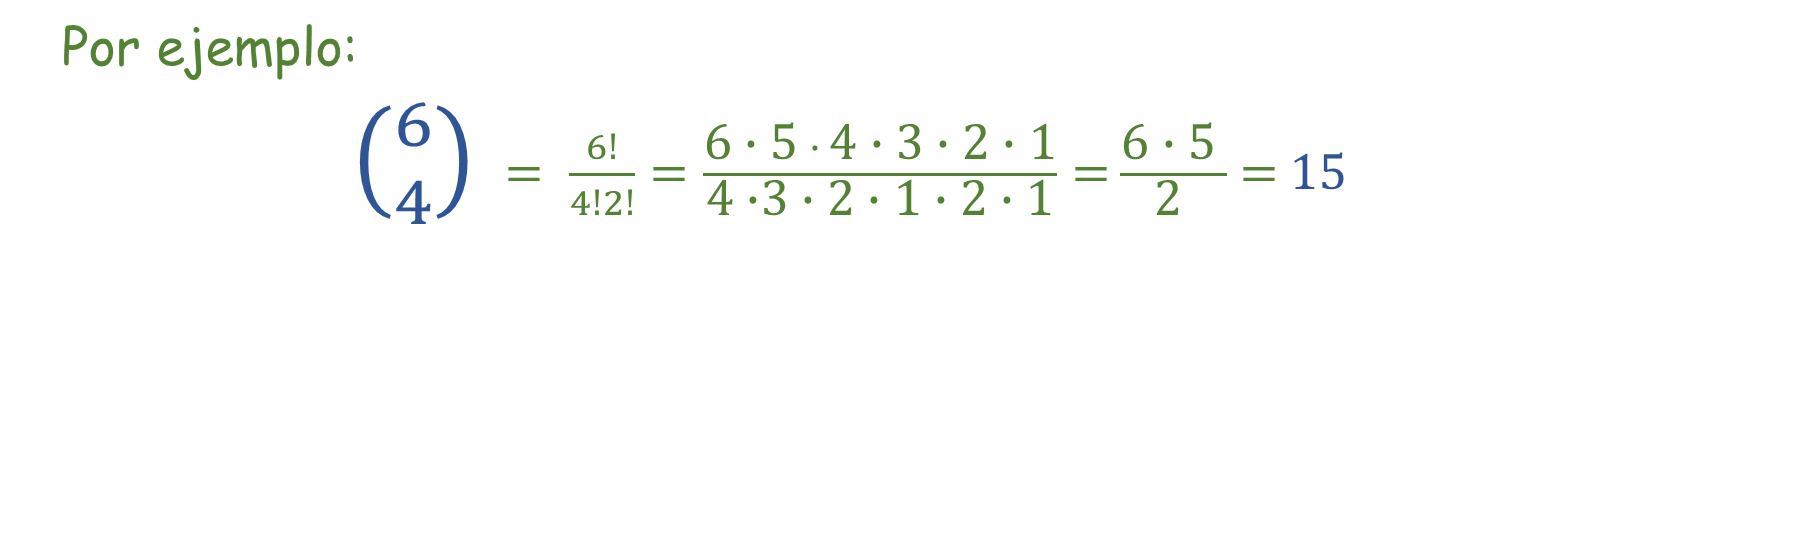 Por ejemplo:
(6 4) = 6!/4!2! = 6 · 5 · 4 · 3 · 2 · 1/4 ·3 · 2 · 1 · 2 · 1 = 6 · 5/2 = 15